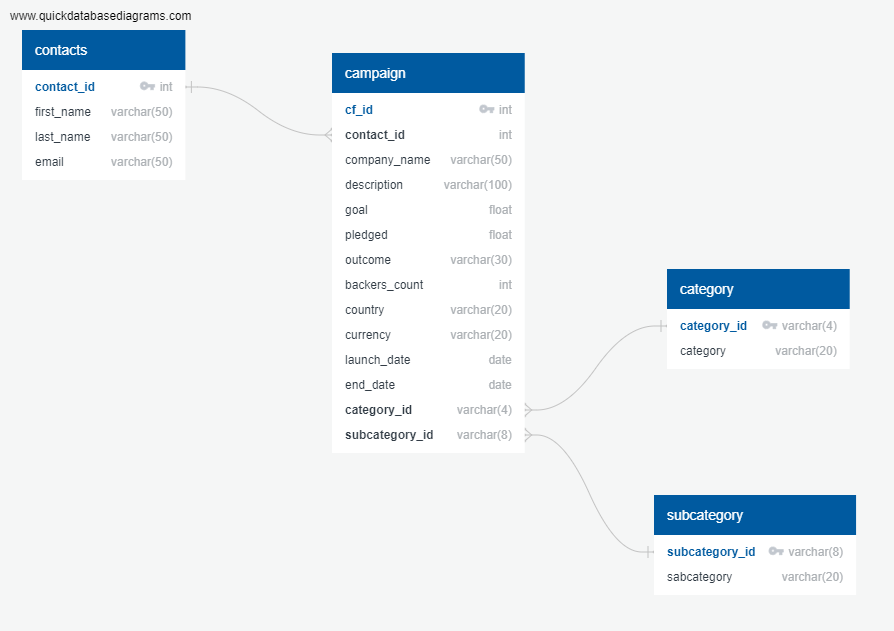 www.quickdatabasediagrams.com
contacts
contact_id int
first_name varchar(50)
last_name varchar(50)
email varchar(50)
campaign
cf_id int
contact_id int
company_name varchar(50)
description varchar(100)
goal float
pledged float
outcome varchar(30)
backers_count int
country varchar(20)
currency varchar(20)
launch_date date
end_date date
category_id varchar(4)
subcategory_id varchar(8)
category
category_id varchar(4)
category varchar(20)
subcategory
subcategory_id varchar(8)
sabcategory varchar(20)